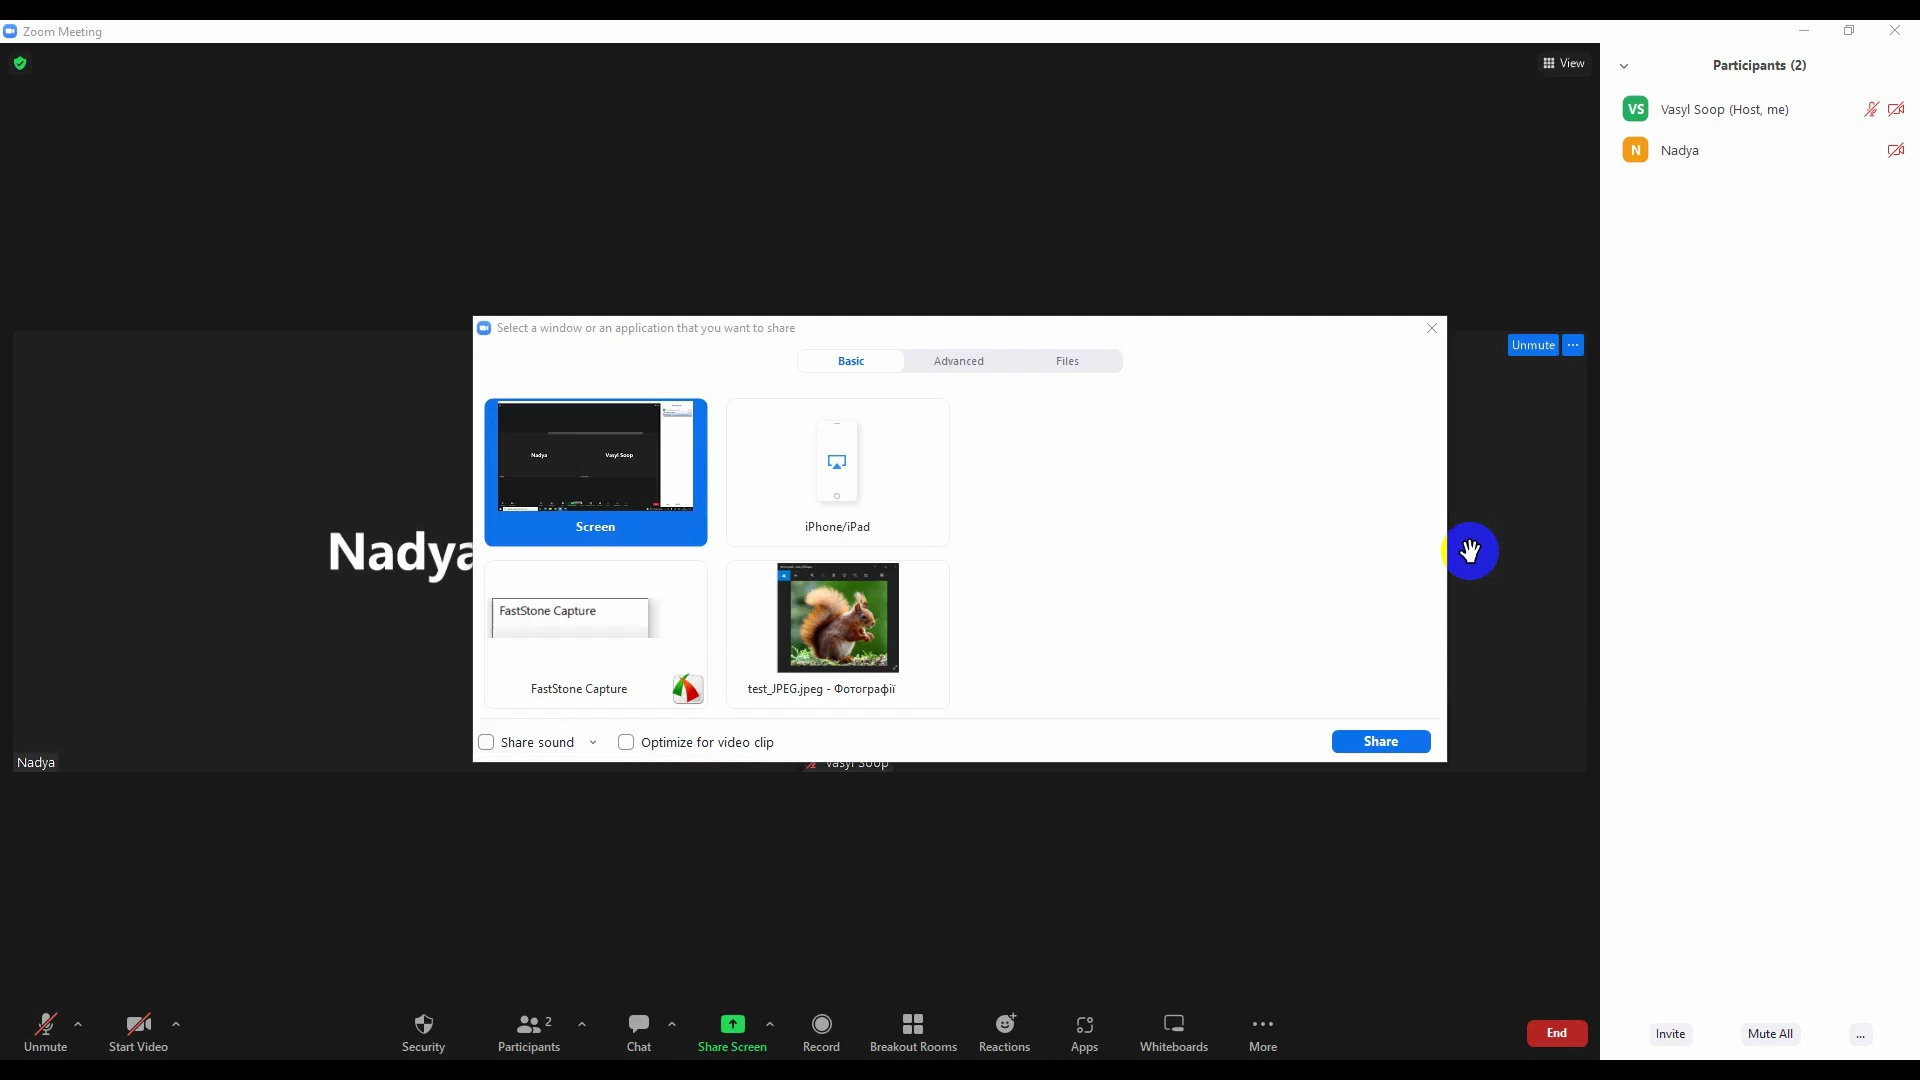 Zoom Meeting
View
Participants (2)
VS Vasyl Soop (Host, me)
N Nadya
Select a window or an application that you want to share
Unmute ...
Basic Advanced Files
Nadya Vasyl Soop
Screen
iPhone/iPad
Nadya
FastStone Capture
FastStone Capture
test_JPEG.jpeg - Фотографії
Share sound
Optimize for video clip
Share
Nadya
Vasyl Soop
Unmute
Start Video
Security
2
Participants
Chat
Share Screen
Record
Breakout Rooms
Reactions
Apps
Whiteboards
More
End
Invite
Mute All
...